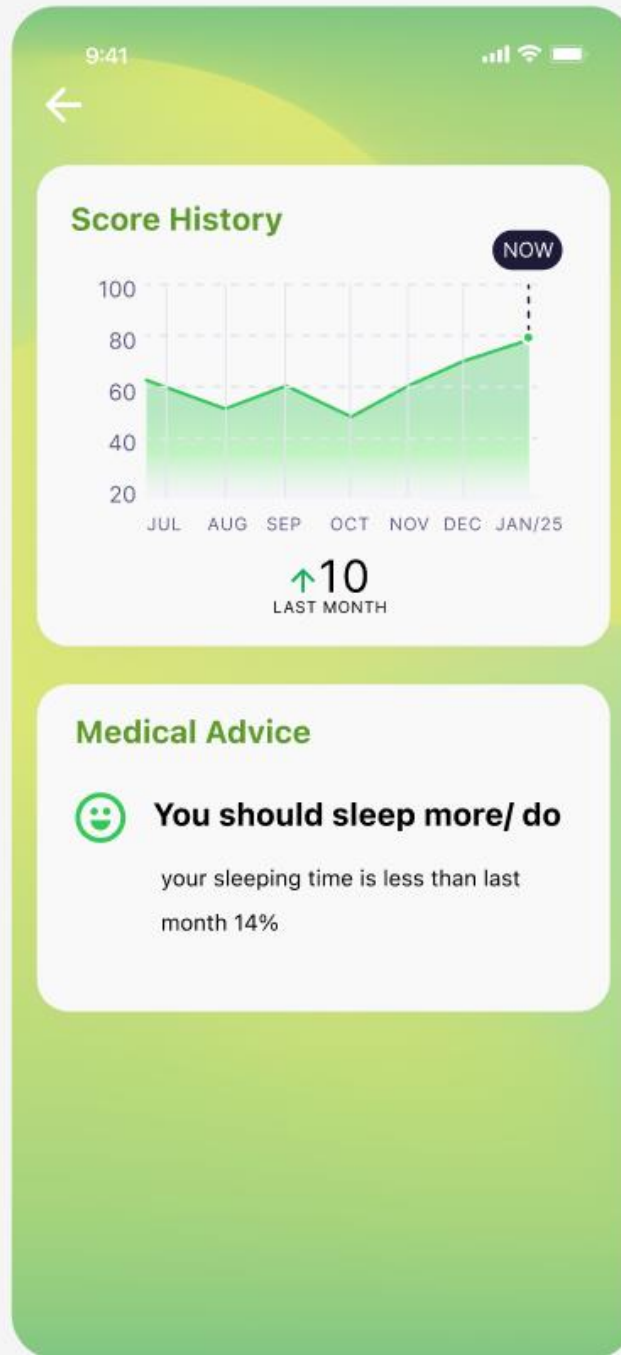 9:41
Score History
NOW
100
80
60
40
20
JUL AUG SEP OCT NOV DEC JAN/25
↑10
LAST MONTH
Medical Advice
You should sleep more/ do
your sleeping time is less than last
month 14%